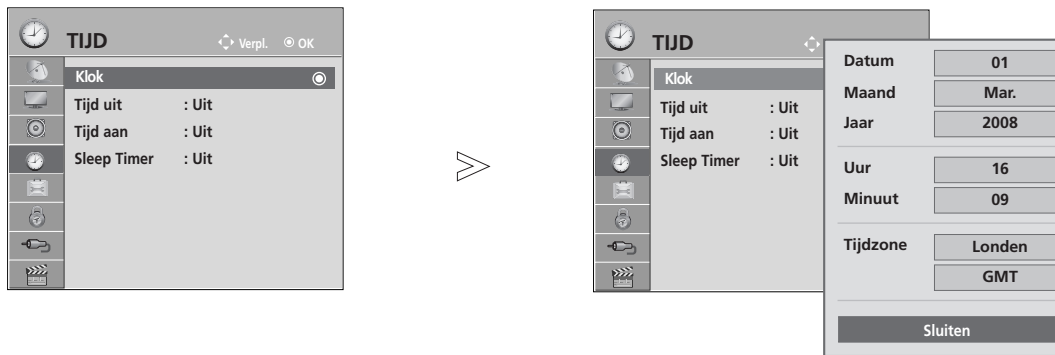 TIJD Verpl. OK
Klok
Tijd uit : Uit
Tijd aan : Uit
Sleep Timer : Uit
TIJD
Klok
Tijd uit : Uit
Tijd aan : Uit
Sleep Timer : Uit
Datum 01
Maand Mar.
Jaar 2008
Uur 16
Minuut 09
Tijdzone Londen
GMT
Sluiten